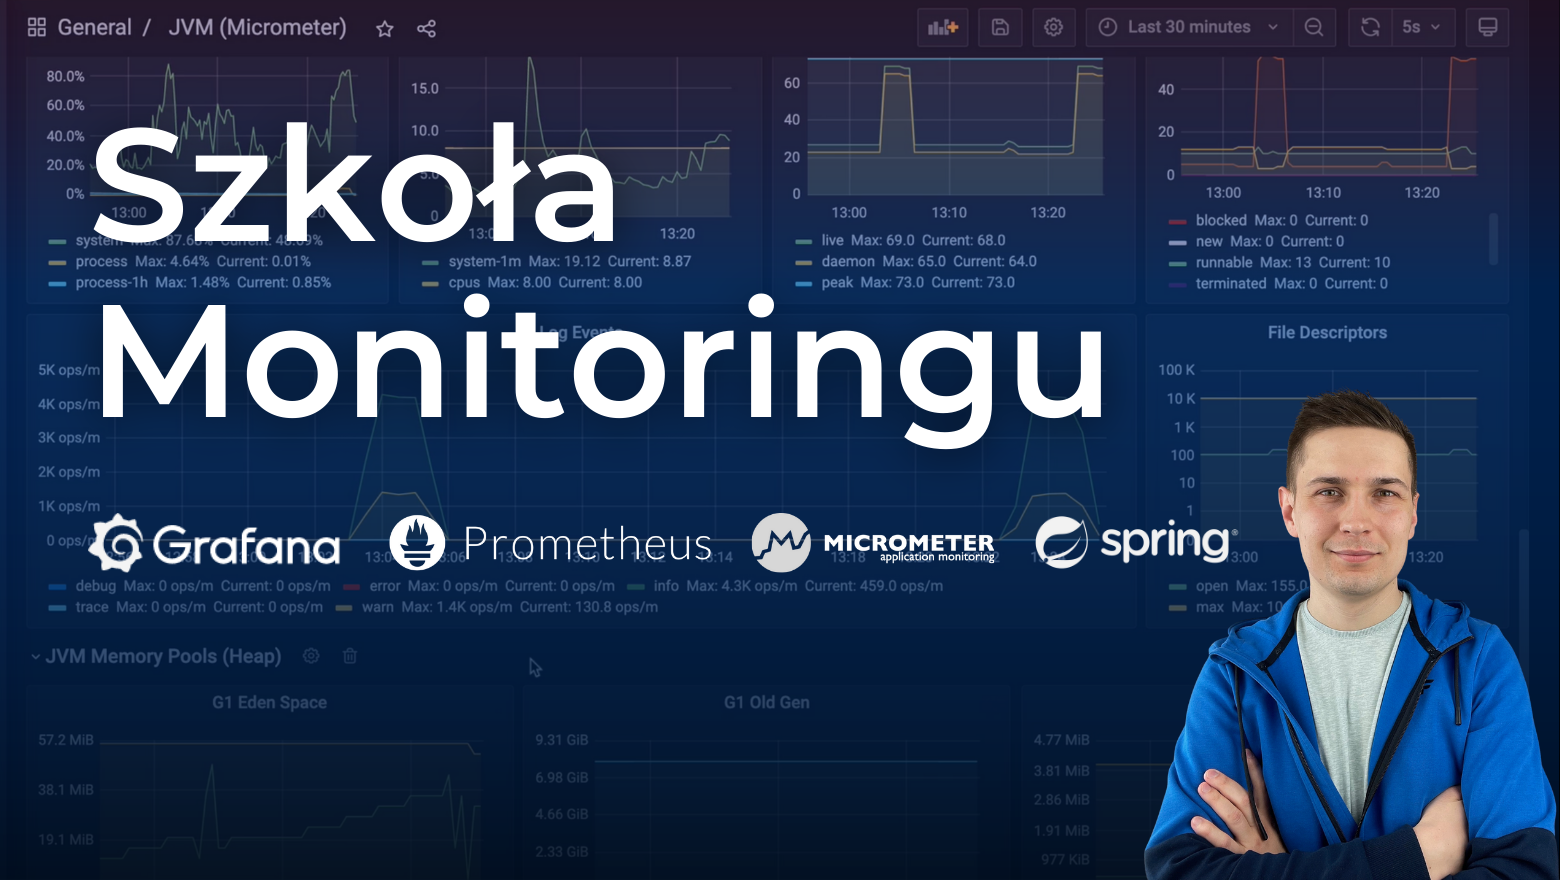 General / JVM (Micrometer)
Last 30 minutes
5s
80.0%
60.0%
40.0%
20.0%
0%
13:00
system Max: 87.6 % Current: 48.09%
process Max: 4.64% Current: 0.01%
process-1h Max: 1.48% Current: 0.85%
15.0
10.0
5.0
0
13:20
system-1m Max: 19.12 Current: 8.87
cpus Max: 8.00 Current: 8.00
60
40
20
0
13:00 13:10 13:20
live Max: 69.0 Current: 68.0
daemon Max: 65.0 Current: 64.0
peak Max: 73.0 Current: 73.0
40
20
0
13:00 13:10 13:20
blocked Max: 0 Current: 0
new Max: 0 Current: 0
runnable Max: 13 Current: 10
terminated Max: 0 Current: 0
Szkoła
Monitoringu
Log Events
5K ops/m
4K ops/m
3K ops/m
2K ops/m
1K ops/m
0 ops/m
13:14
13:18
debug Max: 0 ops/m Current: 0 ops/m error Max: 0 ops/m Current: 0 ops/m info Max: 4.3K ops/m Current: 459.0 ops/m
trace Max: 0 ops/m Current: 0 ops/m warn Max: 1.4K ops/m Current: 130.8 ops/m
File Descriptors
100 K
10 K
1 K
100
10
1
13:00 13:20
open Max: 155.0
max Max: 10
Grafana
Prometheus
MICROMETER
application monitoring
spring®
JVM Memory Pools (Heap)
G1 Eden Space
57.2 MiB
38.1 MiB
19.1 MiB
G1 Old Gen
9.31 GiB
6.98 GiB
4.66 GiB
2.33 GiB
4.77 MiB
3.81 MiB
2.86 MiB
1.91 MiB
977 KiB